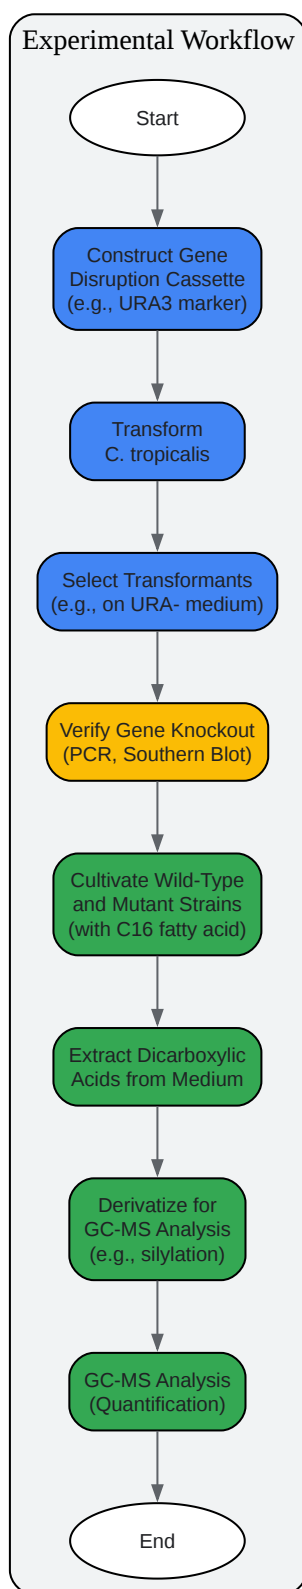 Experimental Workflow
Start
Construct Gene
Disruption Cassette
(e.g., URA3 marker)
Transform
C. tropicalis
Select Transformants
(e.g., on URA- medium)
Verify Gene Knockout
(PCR, Southern Blot)
Cultivate Wild-Type
and Mutant Strains
(with C16 fatty acid)
Extract Dicarboxylic
Acids from Medium
Derivatize for
GC-MS Analysis
(e.g., silylation)
GC-MS Analysis
(Quantification)
End